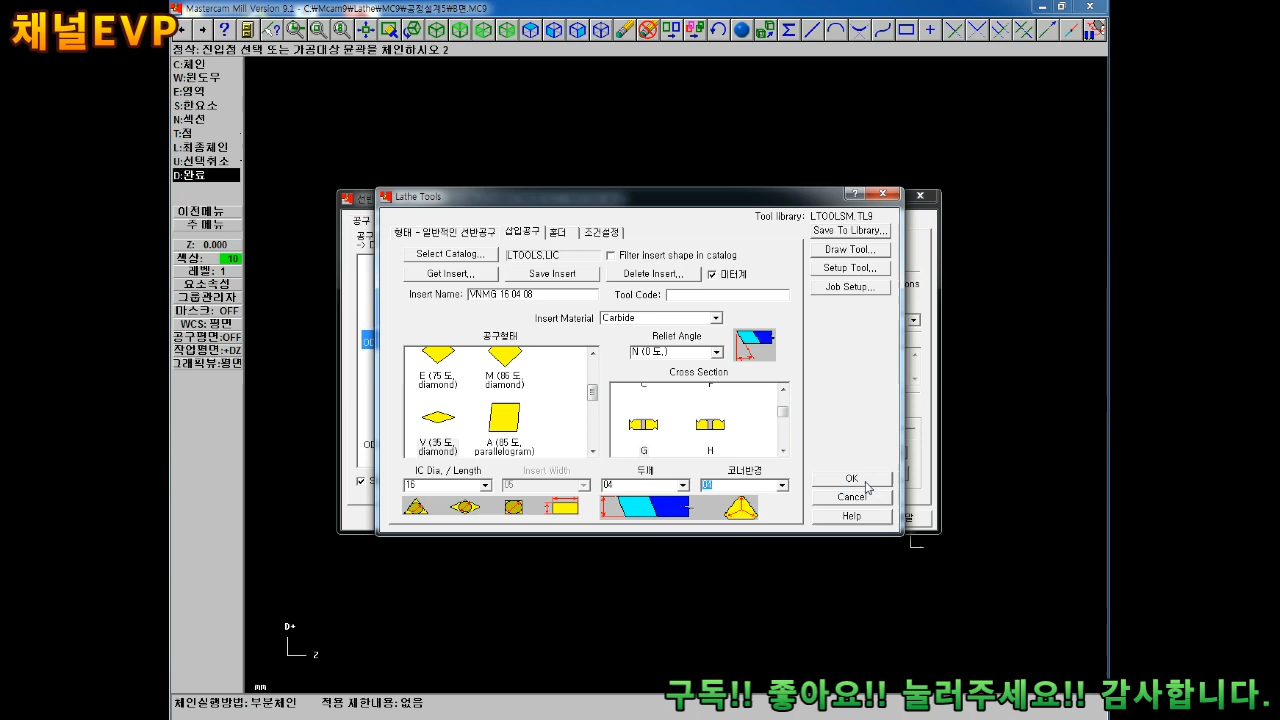 채널EVP
Mastercam Mill Version 9.1 - C:\Mcam9\Lathe\MC9\공정설계5\B면.MC9
정삭: 진입점 선택 또는 가공대상 윤곽을 체인하시오 2
C:체인
W:윈도우
E:영역
S:한요소
N:섹션
T:점
L:최종체인
U:선택취소
D:완료
이전메뉴
주 메뉴
Z: 0.000
색상: 10
레벨: 1
요소속성
그룹관리자
마스크: OFF
WCS: 평면
공구평면:OFF
작업평면:+DZ
그래픽뷰:평면
Lathe Tools
Tool library: LTOOLSM.TL9
형태 - 일반적인 선반공구 삽입공구 홀더 조건설정
Save To Library...
Select Catalog... LTOOLS.LIC Filter insert shape in catalog
Draw Tool...
Get Insert... Save Insert Delete Insert... 미터계
Setup Tool...
Job Setup...
Insert Name: VNMG 16 04 08 Tool Code:
Insert Material Carbide
공구형태 Relief Angle
N (0 도,)
Cross Section
E (75 도, diamond) M (86 도, diamond)
V (35 도, diamond) A (85 도, parallelogram)
G H
IC Dia. / Length Insert Width 두께 코너반경
16 05 04 04
OK
Cancel
Help
D+
Z
mm
체인실행방법: 부분체인 적용 제한내용: 없음
구독!! 좋아요!! 눌러주세요!! 감사합니다.